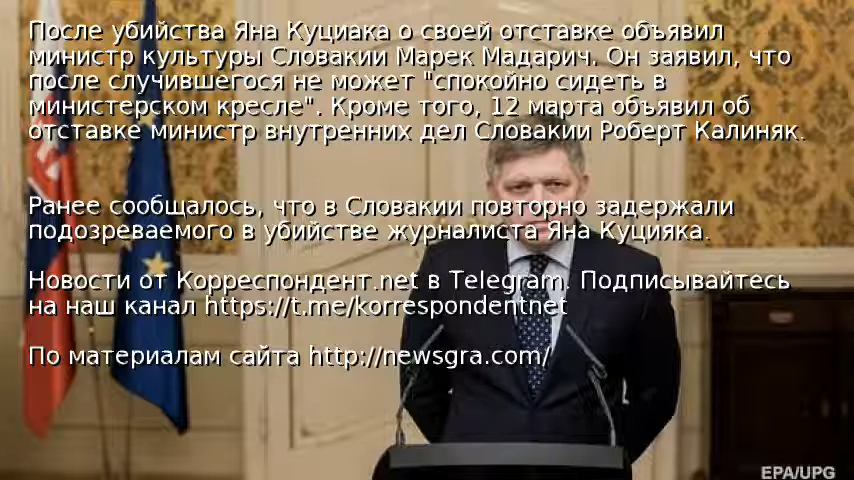 После убийства Яна Куциака о своей отставке объявил
министр культуры Словакии Марек Мадарич. Он заявил, что
после случившегося не может "спокойно сидеть в
министерском кресле". Кроме того, 12 марта объявил об
отставке министр внутренних дел Словакии Роберт Калиняк.
Ранее сообщалось, что в Словакии повторно задержали
подозреваемого в убийстве журналиста Яна Куцияка.
Новости от Корреспондент.net в Telegram. Подписывайтесь
на наш канал https://t.me/korrespondentnet
По материалам сайта http://newsgra.com/
EPA/UPG